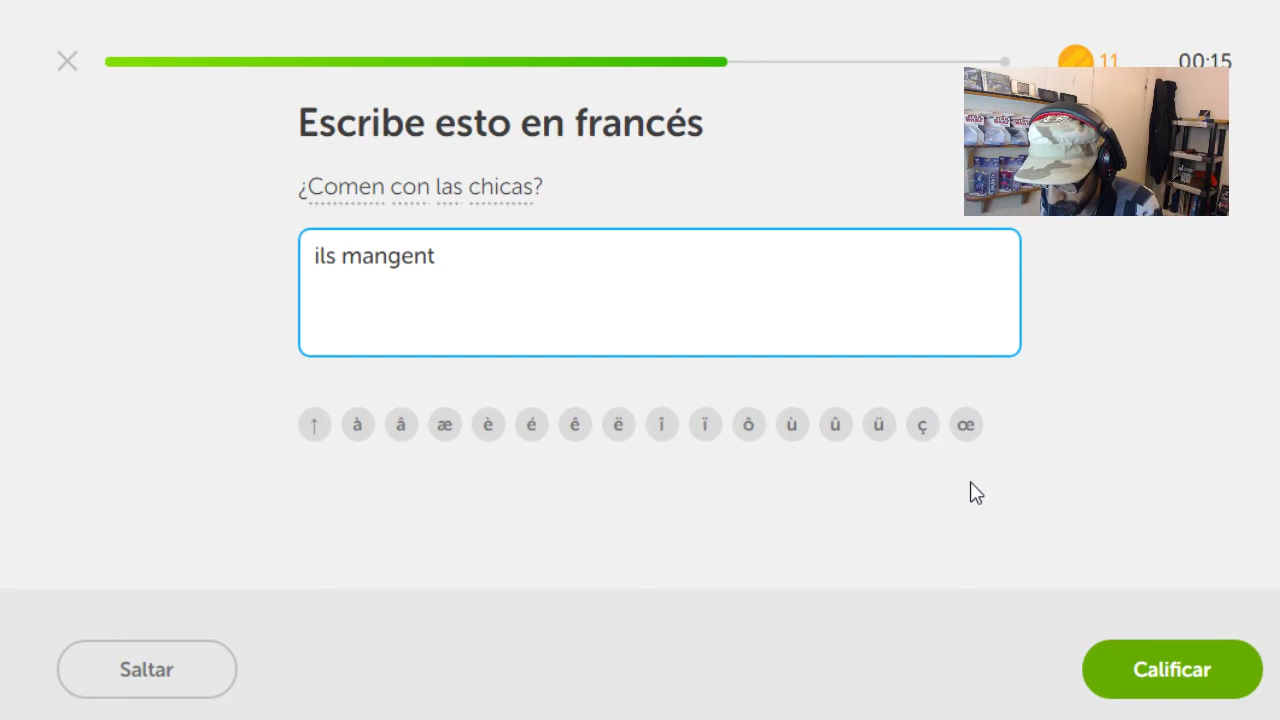 11 00:15
Escribe esto en francés
¿Comen con las chicas?
ils mangent
↑ à â æ è é ê ë î ï ô ù û ü ç œ
Saltar Calificar